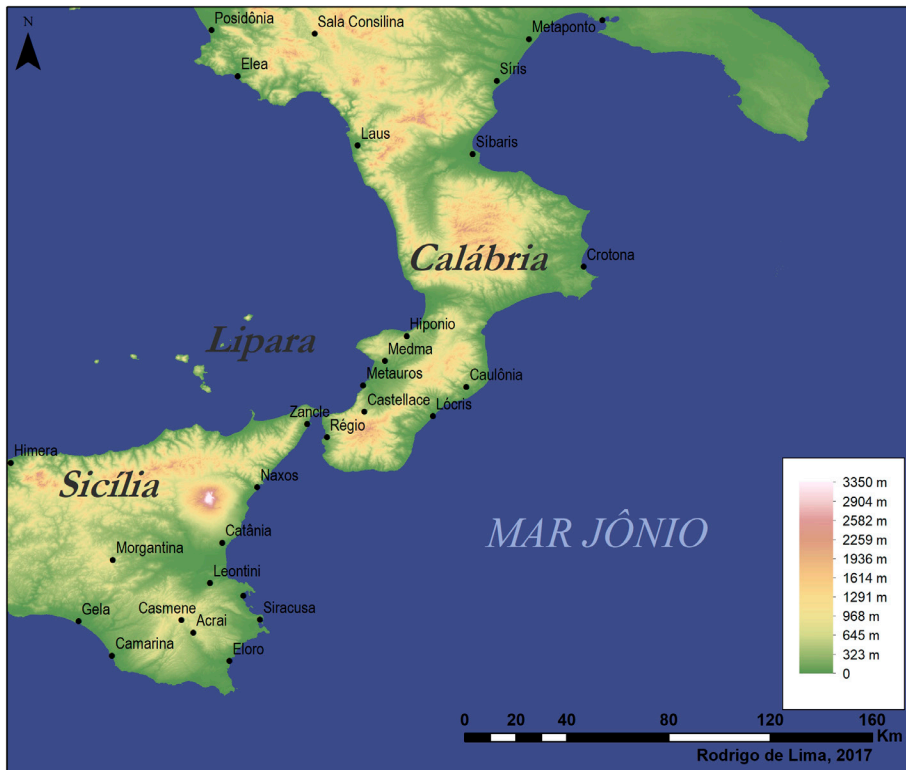 N
Posidônia
Sala Consilina
Metaponto
Elea
Síris
Laus
Síbaris
Calábria
Crotona
Lipara
Hiponio
Medma
Metauros
Caulônia
Castellace
Zancle
Lócris
Régio
Himera
Sicília
Naxos
MAR JÔNIO
Catânia
Morgantina
Leontini
Gela
Casmene
Siracusa
Acrai
Camarina
Eloro
3350 m
2904 m
2582 m
2259 m
1936 m
1614 m
1291 m
968 m
645 m
323 m
0
0 20 40 80 120 160
Km
Rodrigo de Lima, 2017